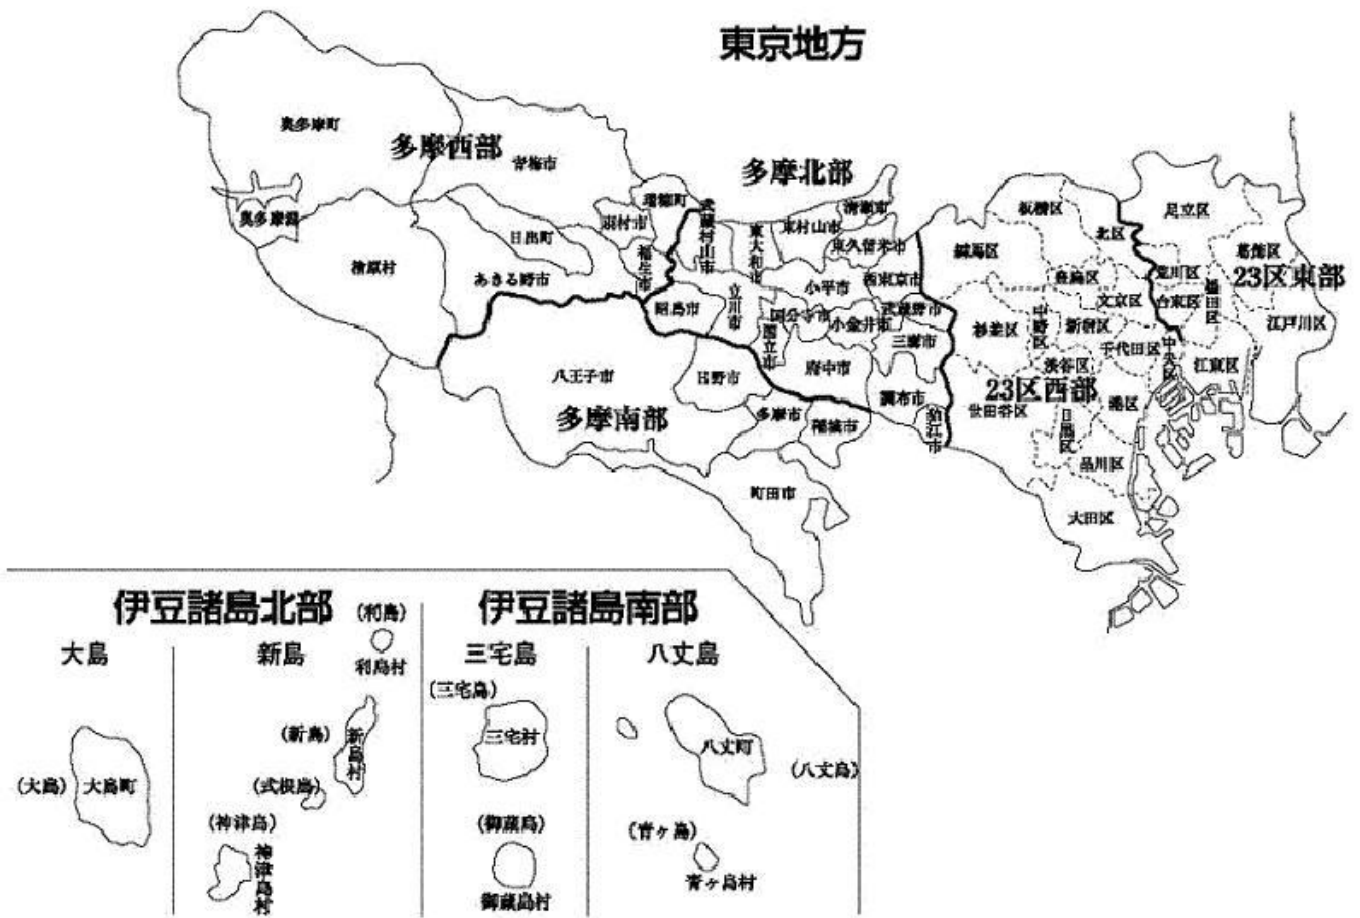 東京地方
多摩西部
多摩北部
奥多摩町
青梅市
瑞穂町
羽村市
奥多摩湖
日出町
福生市
檜原村
あきる野市
武蔵村山市
東大和市
東村山市
清瀬市
東久留米市
西東京市
小平市
昭島市
立川市
国分寺市
小金井市
武蔵野市
国立市
三鷹市
府中市
調布市
狛江市
八王子市
日野市
多摩南部
多摩市
稲城市
町田市
板橋区
北区
足立区
練馬区
葛飾区
23区東部
豊島区
荒川区
文京区
台東区
墨田区
杉並区
中野区
新宿区
千代田区
中央区
江東区
江戸川区
渋谷区
23区西部
世田谷区
港区
目黒区
品川区
大田区
伊豆諸島北部
伊豆諸島南部
大島
新島
三宅島
八丈島
(利島)
利島村
(新島)
新島村
(式根島)
(神津島)
神津島村
(大島)
大島町
(三宅島)
三宅村
(御蔵島)
御蔵島村
八丈町
(八丈島)
(青ヶ島)
青ヶ島村